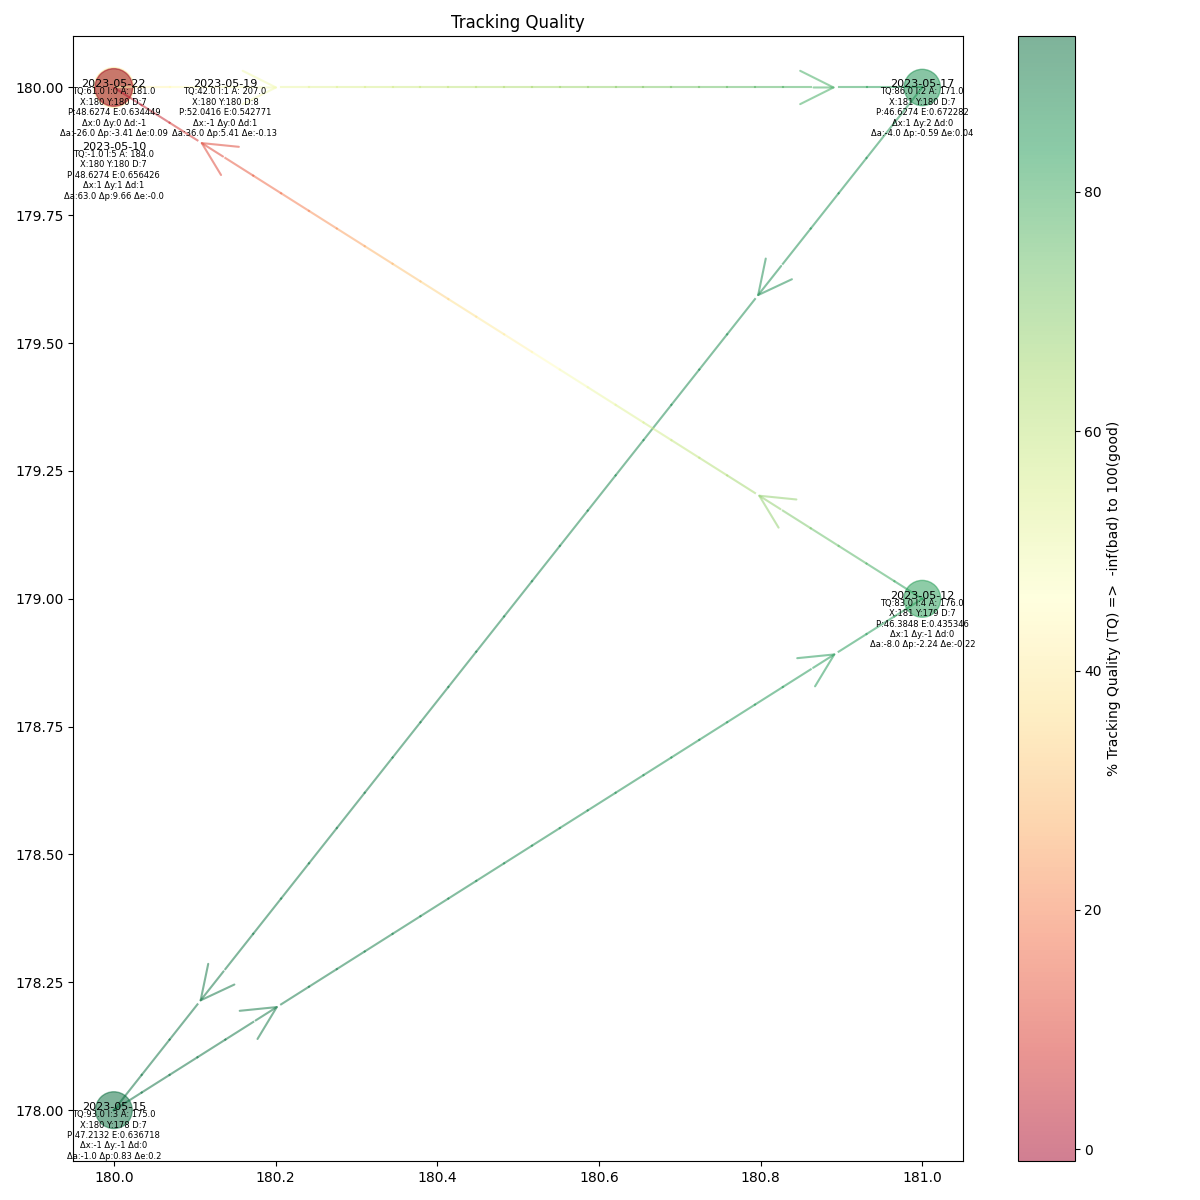 Tracking Quality
180.00
179.75
179.50
179.25
179.00
178.75
178.50
178.25
178.00
180.0
180.2
180.4
180.6
180.8
181.0
2023-05-22
TQ:61.0 I:0 A: 181.0
X:180 Y:180 D:7
P:48.6274 E:0.634449
Δx:0 Δy:0 Δd:-1
Δa:-26.0 Δp:-3.41 Δe:0.09
2023-05-19
TQ:42.0 I:1 A: 207.0
X:180 Y:180 D:8
P:52.0416 E:0.542771
Δx:-1 Δy:0 Δd:1
Δa:36.0 Δp:5.41 Δe:-0.13
2023-05-17
TQ:86.0 I:2 A: 171.0
X:181 Y:180 D:7
P:46.6274 E:0.672282
Δx:1 Δy:2 Δd:0
Δa:-4.0 Δp:-0.59 Δe:0.04
2023-05-10
TQ:-1.0 I:5 A: 184.0
X:180 Y:180 D:7
P:48.6274 E:0.656426
Δx:1 Δy:1 Δd:1
Δa:63.0 Δp:9.66 Δe:-0.0
2023-05-12
TQ:83.0 I:4 A: 176.0
X:181 Y:179 D:7
P:46.3848 E:0.435346
Δx:1 Δy:-1 Δd:0
Δa:-8.0 Δp:-2.24 Δe:-0.22
2023-05-15
TQ:93.0 I:3 A: 175.0
X:180 Y:178 D:7
P:47.2132 E:0.636718
Δx:-1 Δy:-1 Δd:0
Δa:-1.0 Δp:0.83 Δe:0.2
80
60
40
20
0
% Tracking Quality (TQ) => -inf(bad) to 100(good)